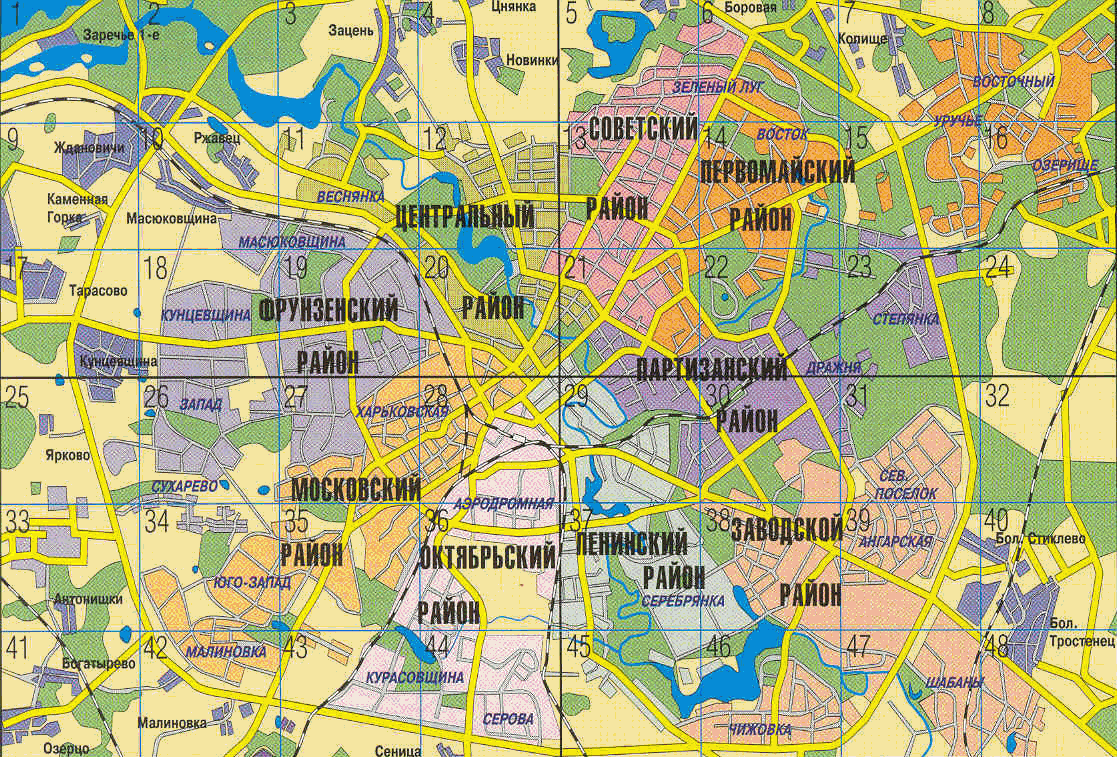 1
2
3
4
5
6
7
8
Цнянка
Боровая
Заречье 1-е
Зацень
Новинки
Колище
ЗЕЛЕНЫЙ ЛУГ
ВОСТОЧНЫЙ
УРУЧЬЕ
9
10
11
12
13
14
15
16
Ждановичи
Ржавец
СОВЕТСКИЙ
РАЙОН
ВОСТОК
ПЕРВОМАЙСКИЙ
РАЙОН
ОЗЕРИЩЕ
Каменная
Горка
Масюковщина
ВЕСНЯНКА
ЦЕНТРАЛЬНЫЙ
РАЙОН
МАСЮКОВЩИНА
17
18
19
20
21
22
23
24
Тарасово
КУНЦЕВЩИНА
ФРУНЗЕНСКИЙ
РАЙОН
СТЕПЯНКА
Кунцевщина
ПАРТИЗАНСКИЙ
РАЙОН
ДРАЖНЯ
25
26
27
28
29
30
31
32
ЗАПАД
ХАРЬКОВСКАЯ
Ярково
СУХАРЕВО
МОСКОВСКИЙ
РАЙОН
АЭРОДРОМНАЯ
СЕВ.
ПОСЕЛОК
33
34
35
36
37
38
39
40
ОКТЯБРЬСКИЙ
РАЙОН
ЛЕНИНСКИЙ
РАЙОН
СЕРЕБРЯНКА
ЗАВОДСКОЙ
РАЙОН
АНГАРСКАЯ
Бол. Стиклево
ЮГО-ЗАПАД
Антонишки
Бол.
Тростенец
41
42
43
44
45
46
47
48
Богатырево
МАЛИНОВКА
КУРАСОВЩИНА
ШАБАНЫ
Малиновка
СЕРОВА
ЧИЖОВКА
Озерцо
Сеница